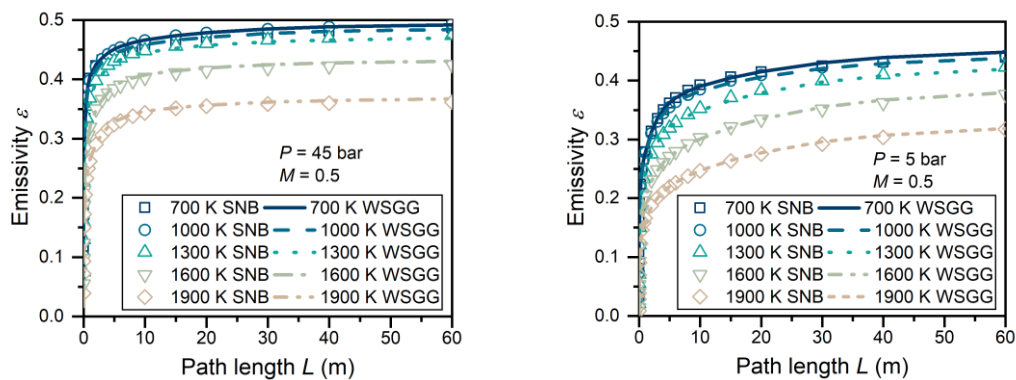 Emissivity ε
0.5
0.4
0.3
0.2
0.1
0.0
P = 45 bar
M = 0.5
700 K SNB 700 K WSGG
1000 K SNB 1000 K WSGG
1300 K SNB 1300 K WSGG
1600 K SNB 1600 K WSGG
1900 K SNB 1900 K WSGG
0 10 20 30 40 50 60
Path length L (m)
Emissivity ε
0.5
0.4
0.3
0.2
0.1
0.0
P = 5 bar
M = 0.5
700 K SNB 700 K WSGG
1000 K SNB 1000 K WSGG
1300 K SNB 1300 K WSGG
1600 K SNB 1600 K WSGG
1900 K SNB 1900 K WSGG
0 10 20 30 40 50 60
Path length L (m)